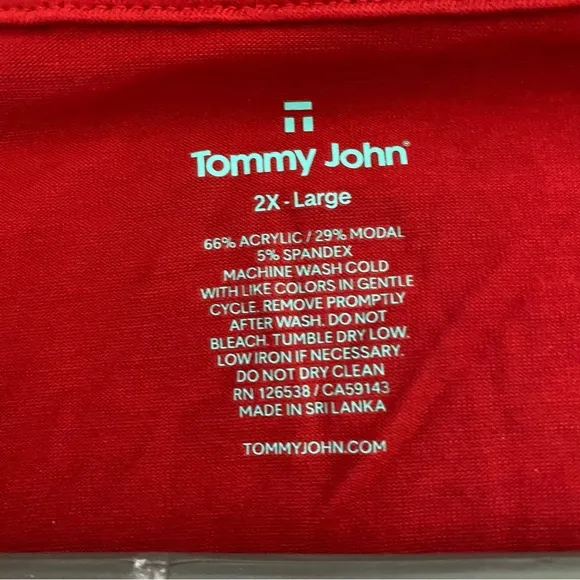 Tommy John®
2X-Large
66% ACRYLIC / 29% MODAL
5% SPANDEX
MACHINE WASH COLD
WITH LIKE COLORS IN GENTLE
CYCLE. REMOVE PROMPTLY
AFTER WASH. DO NOT
BLEACH. TUMBLE DRY LOW.
LOW IRON IF NECESSARY.
DO NOT DRY CLEAN
RN 126538 / CA59143
MADE IN SRI LANKA
TOMMYJOHN.COM